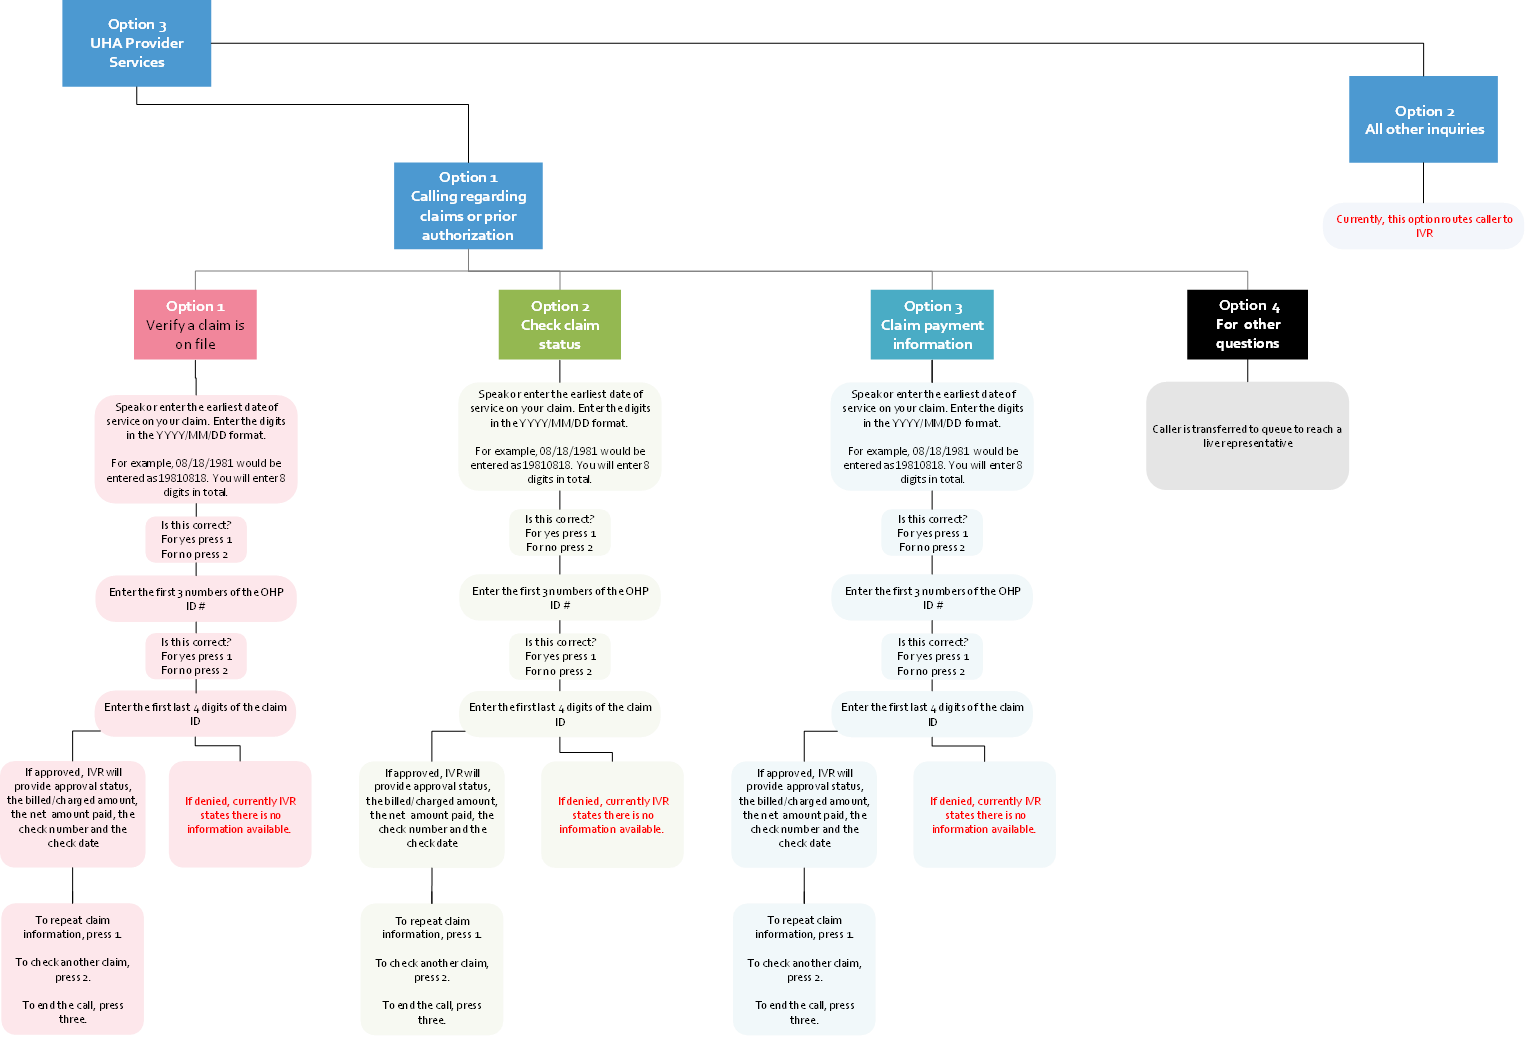 Option 3
UHA Provider
Services
Option 2
All other inquiries
Currently, this option routes caller to
IVR
Option 1
Calling regarding
claims or prior
authorization
Option 1
Verify a claim is
on file
Speak or enter the earliest date of
service on your claim. Enter the digits
in the YYYY/MM/DD format.
For example, 08/18/1981 would be
entered as 19810818. You will enter 8
digits in total.
Is this correct?
For yes press 1
For no press 2
Enter the first 3 numbers of the OHP
ID #
Is this correct?
For yes press 1
For no press 2
Enter the first last 4 digits of the claim
ID
If approved, IVR will
provide approval status,
the billed/charged amount,
the net amount paid, the
check number and the
check date
If denied, currently IVR
states there is no
information available.
To repeat claim
information, press 1.
To check another claim,
press 2.
To end the call, press
three.
Option 2
Check claim
status
Speak or enter the earliest date of
service on your claim. Enter the digits
in the YYYY/MM/DD format.
For example, 08/18/1981 would be
entered as 19810818. You will enter 8
digits in total.
Is this correct?
For yes press 1
For no press 2
Enter the first 3 numbers of the OHP
ID #
Is this correct?
For yes press 1
For no press 2
Enter the first last 4 digits of the claim
ID
If approved, IVR will
provide approval status,
the billed/charged amount,
the net amount paid, the
check number and the
check date
If denied, currently IVR
states there is no
information available.
To repeat claim
information, press 1.
To check another claim,
press 2.
To end the call, press
three.
Option 3
Claim payment
information
Speak or enter the earliest date of
service on your claim. Enter the digits
in the YYYY/MM/DD format.
For example, 08/18/1981 would be
entered as 19810818. You will enter 8
digits in total.
Is this correct?
For yes press 1
For no press 2
Enter the first 3 numbers of the OHP
ID #
Is this correct?
For yes press 1
For no press 2
Enter the first last 4 digits of the claim
ID
If approved, IVR will
provide approval status,
the billed/charged amount,
the net amount paid, the
check number and the
check date
If denied, currently IVR
states there is no
information available.
To repeat claim
information, press 1.
To check another claim,
press 2.
To end the call, press
three.
Option 4
For other
questions
Caller is transferred to queue to reach a
live representative